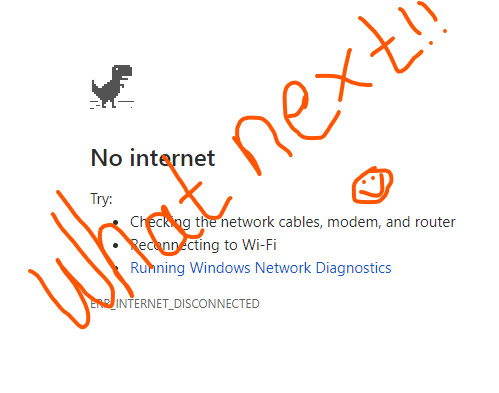 What next!!
No internet
Try:
Checking the network cables, modem, and router
Reconnecting to Wi-Fi
Running Windows Network Diagnostics
ERR_INTERNET_DISCONNECTED